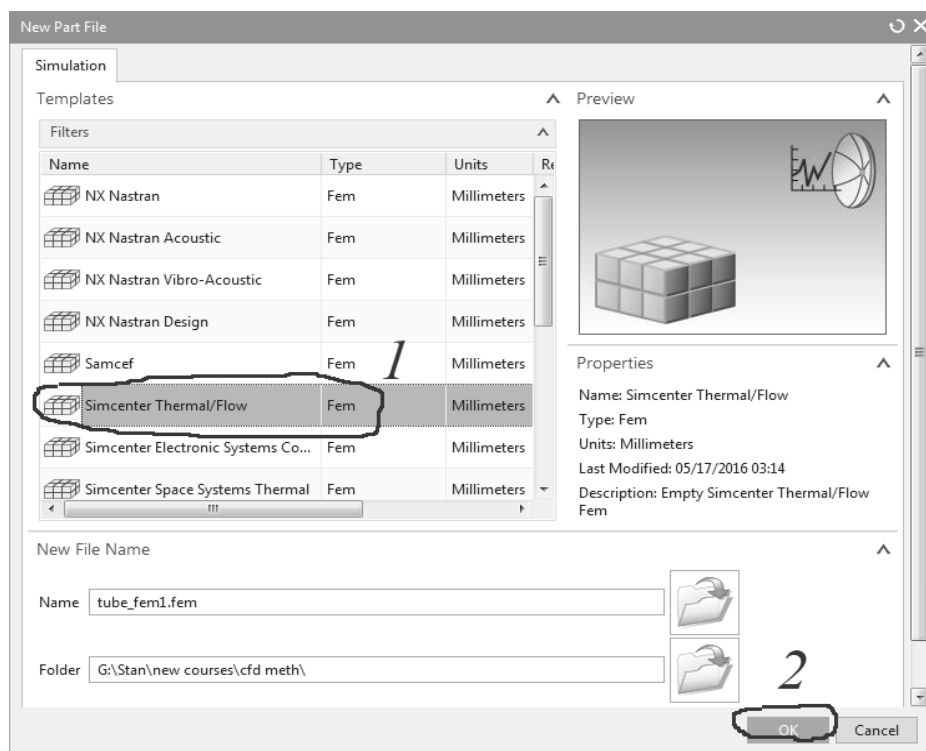 New Part File
Simulation
Templates
Filters
Name Type Units Re
NX Nastran Fem Millimeters
NX Nastran Acoustic Fem Millimeters
NX Nastran Vibro-Acoustic Fem Millimeters
NX Nastran Design Fem Millimeters
Samcef Fem Millimeters
1
Simcenter Thermal/Flow Fem Millimeters
Simcenter Electronic Systems Co... Fem Millimeters
Simcenter Space Systems Thermal Fem Millimeters
Preview
Properties
Name: Simcenter Thermal/Flow
Type: Fem
Units: Millimeters
Last Modified: 05/17/2016 03:14
Description: Empty Simcenter Thermal/Flow
Fem
New File Name
Name tube_fem1.fem
Folder G:\Stan\new courses\cfd meth\
2
OK Cancel